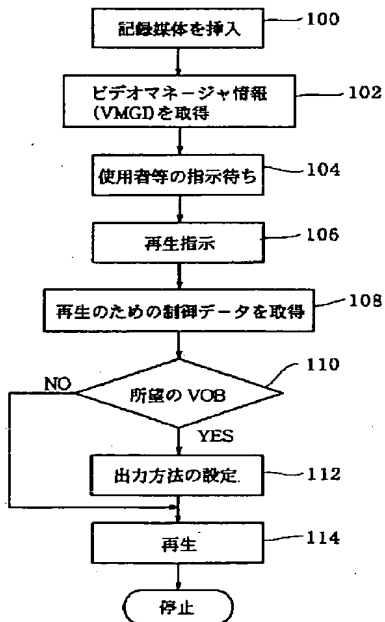 記録媒体を挿入
100
ビデオマネージャ情報
(VMGI)を取得
102
使用者等の指示待ち
104
再生指示
106
再生のための制御データを取得
108
110
NO
所望の VOB
YES
出力方法の設定
112
再生
114
停止